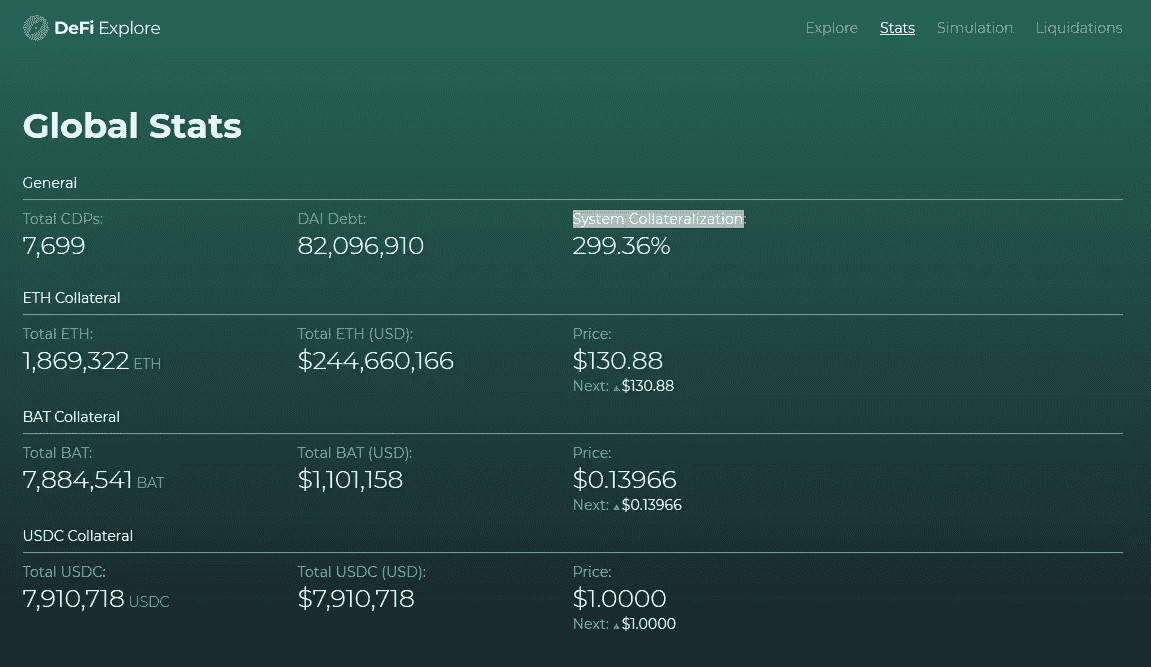 DeFi Explore Explore Stats Simulation Liquidations
Global Stats
General
Total CDPs: DAI Debt: System Collateralization:
7,699 82,096,910 299.36%
ETH Collateral
Total ETH: Total ETH (USD): Price:
1,869,322 ETH $244,660,166 $130.88
Next: ▲$130.88
BAT Collateral
Total BAT: Total BAT (USD): Price:
7,884,541 BAT $1,101,158 $0.13966
Next: ▲$0.13966
USDC Collateral
Total USDC: Total USDC (USD): Price:
7,910,718 USDC $7,910,718 $1.0000
Next: ▲$1.0000